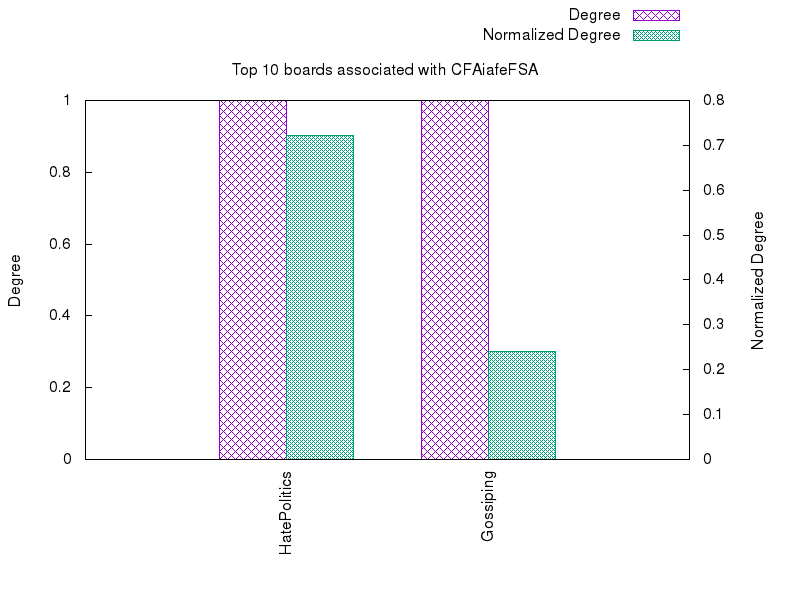 Degree
Normalized Degree
Top 10 boards associated with CFAiafeFSA
1
0.8
0.6
0.4
0.2
0
Degree
0.8
0.7
0.6
0.5
0.4
0.3
0.2
0.1
0
Normalized Degree
HatePolitics
Gossiping